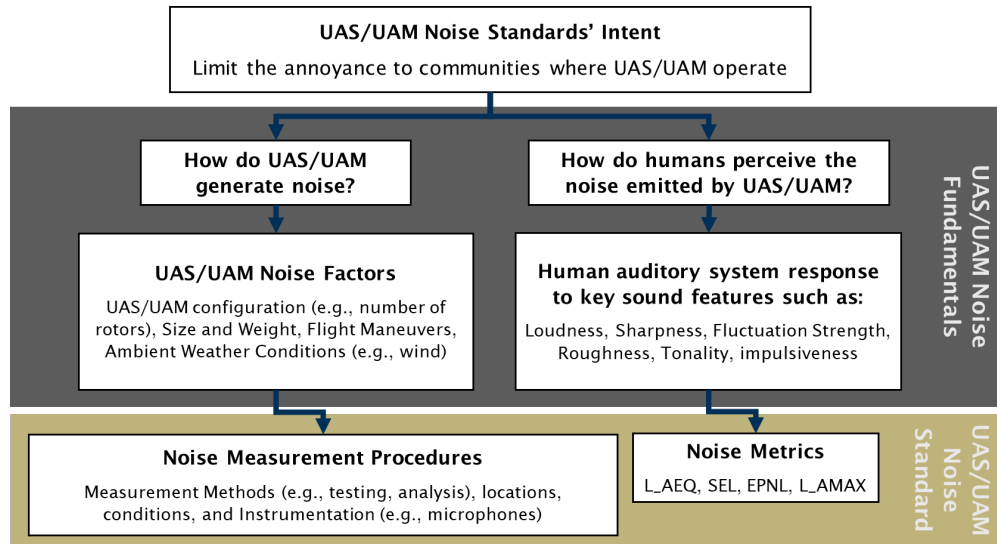 UAS/UAM Noise Standards' Intent
Limit the annoyance to communities where UAS/UAM operate
How do UAS/UAM
generate noise?
How do humans perceive the
noise emitted by UAS/UAM?
UAS/UAM Noise
Fundamentals
UAS/UAM Noise Factors
UAS/UAM configuration (e.g., number of
rotors), Size and Weight, Flight Maneuvers,
Ambient Weather Conditions (e.g., wind)
Human auditory system response
to key sound features such as:
Loudness, Sharpness, Fluctuation Strength,
Roughness, Tonality, impulsiveness
Noise Measurement Procedures
Measurement Methods (e.g., testing, analysis), locations,
conditions, and Instrumentation (e.g., microphones)
Noise Metrics
L_AEQ, SEL, EPNL, L_AMAX
UAS/UAM
Noise
Standard